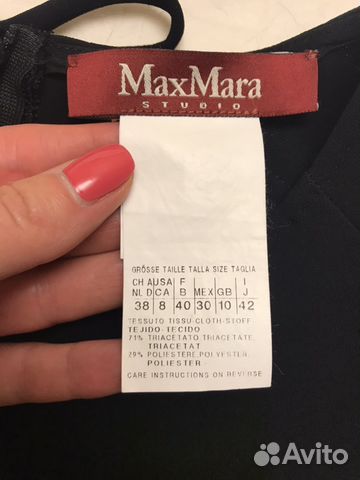 MaxMara
STUDIO
GRÖSSE TAILLE TALLA SIZE TAGLIA
CH AUSA F I
NL D CA B MEX GB J
38 8 40 30 10 42
TESSUTO TISSU-CLOTH-STOFF
TEJIDO-TECIDO
71% TRIACETATO TRIACETATE
TRIACETAT
29% POLIESTERE, POLYESTER,
POLIESTER
CARE INSTRUCTIONS ON REVERSE
Avito